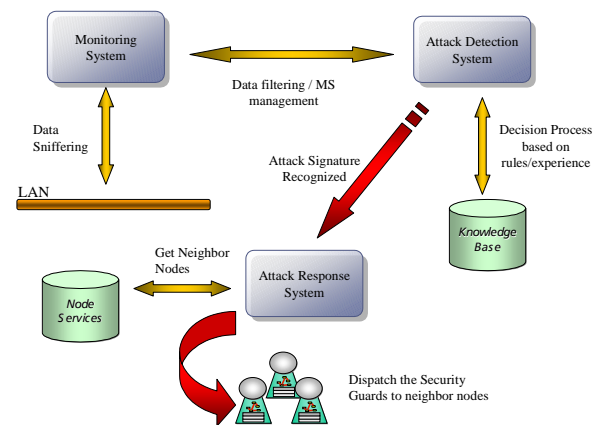 Monitoring
System
Attack Detection
System
Data filtering / MS
management
Data
Sniffering
Decision Process
based on
rules/experience
Attack Signature
Recognized
LAN
Knowledge
Base
Get Neighbor
Nodes
Attack Response
System
Node
Services
Dispatch the Security
Guards to neighbor nodes